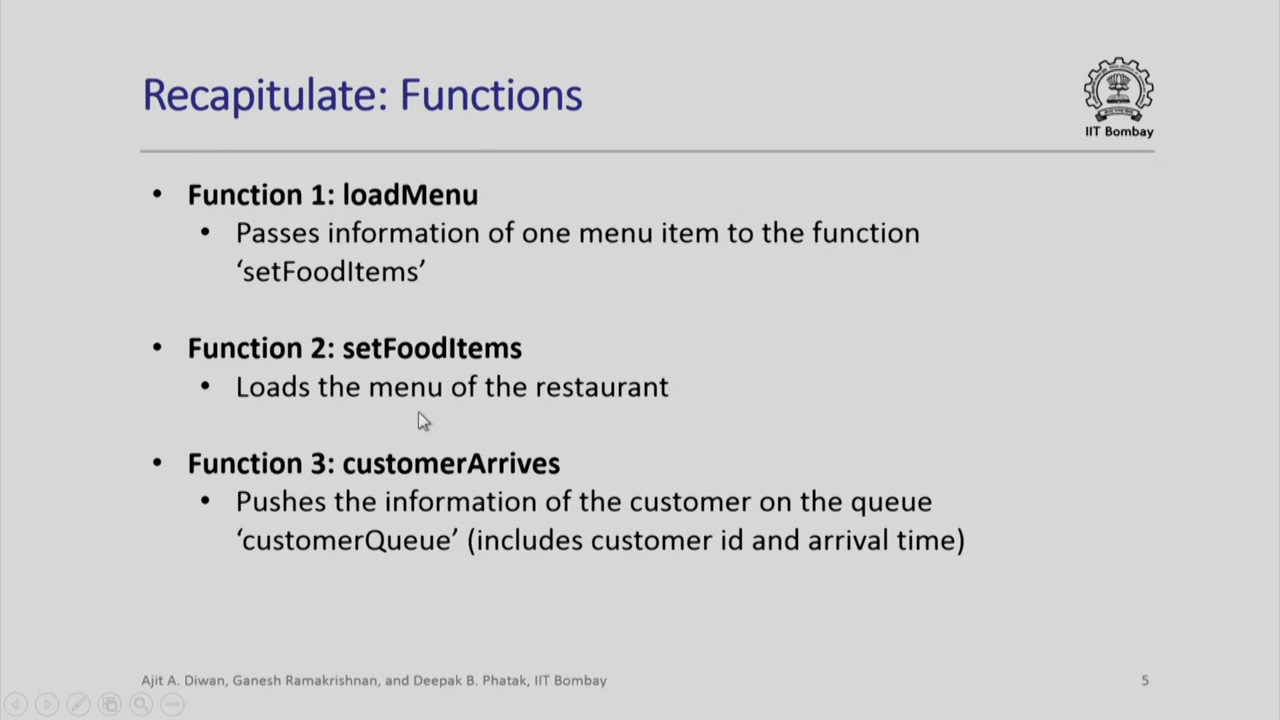 Recapitulate: Functions
IIT Bombay
• Function 1: loadMenu
• Passes information of one menu item to the function
‘setFoodItems’
• Function 2: setFoodItems
• Loads the menu of the restaurant
• Function 3: customerArrives
• Pushes the information of the customer on the queue
‘customerQueue’ (includes customer id and arrival time)
Ajit A. Diwan, Ganesh Ramakrishnan, and Deepak B. Phatak, IIT Bombay
5